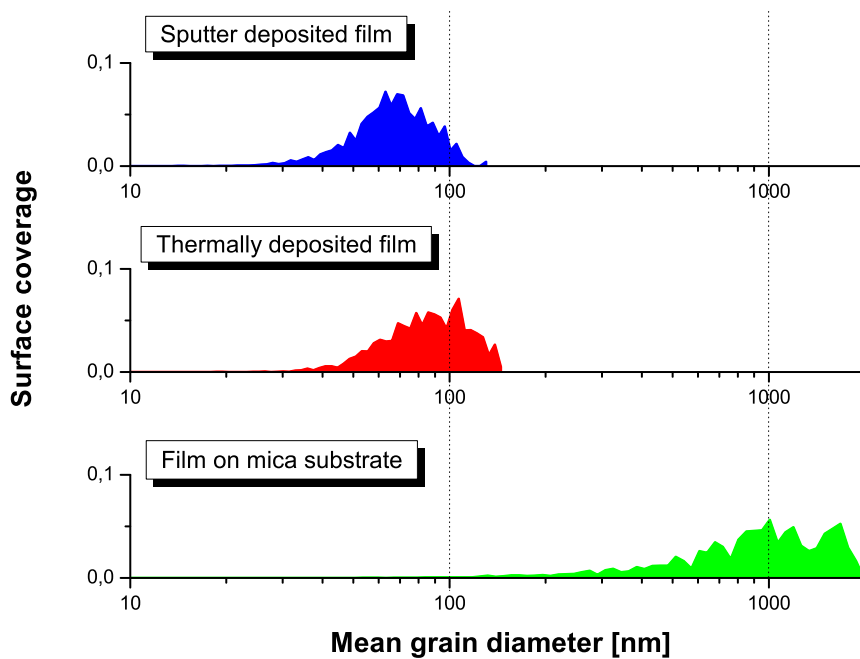 Sputter deposited film
0,1
0,0
10 100 1000
Thermally deposited film
0,1
0,0
10 100 1000
Surface coverage
Film on mica substrate
0,1
0,0
10 100 1000
Mean grain diameter [nm]